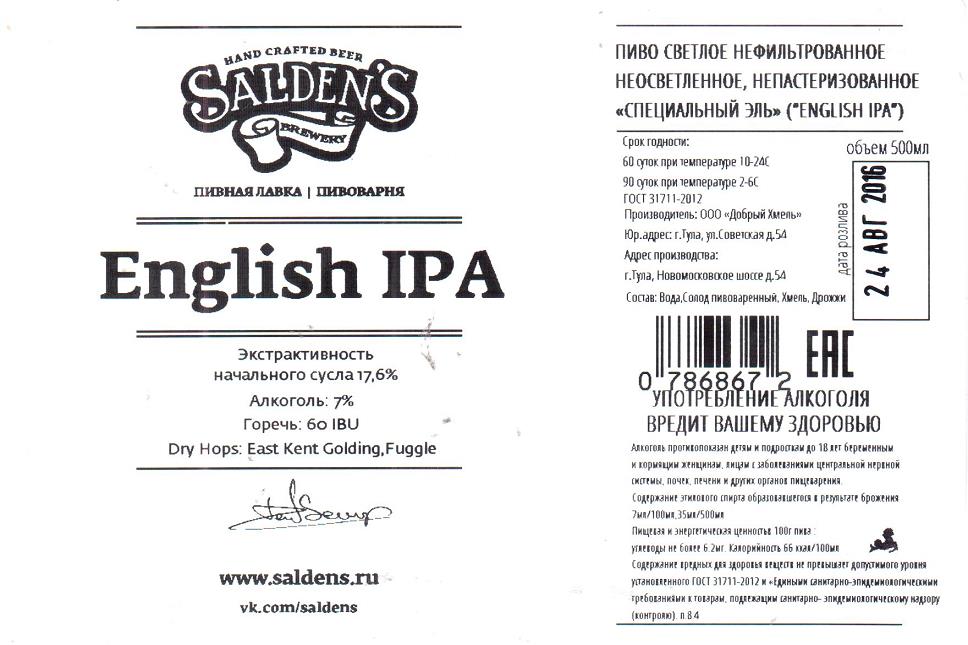 HAND CRAFTED BEER
SALDEN'S
BREWERY
ПИВНАЯ ЛАВКА | ПИВОВАРНЯ
English IPA
Экстрактивность
начального сусла 17,6%
Алкоголь: 7%
Горечь: 60 IBU
Dry Hops: East Kent Golding,Fuggle
www.saldens.ru
vk.com/saldens
ПИВО СВЕТЛОЕ НЕФИЛЬТРОВАННОЕ
НЕОСВЕТЛЕННОЕ, НЕПАСТЕРИЗОВАННОЕ
«СПЕЦИАЛЬНЫЙ ЭЛЬ» ("ENGLISH IPA")
Срок годности:
60 суток при температуре 10-24С
90 суток при температуре 2-6С
ГОСТ 31711-2012
Производитель: ООО «Добрый Хмель»
Юр.адрес: г.Тула, ул.Советская д.54
Адрес производства:
г.Тула, Новомосковское шоссе д.54
Состав: Вода,Солод пивоваренный, Хмель, Дрожжи
объем 500мл
дата розлива
24 АВГ 2016
0 786867 2
EAC
УПОТРЕБЛЕНИЕ АЛКОГОЛЯ
ВРЕДИТ ВАШЕМУ ЗДОРОВЬЮ
Алкоголь противопоказан детям и подросткам до 18 лет беременным
и кормящим женщинам, лицам с заболеваниями центральной нервной
системы, почек, печени и других органов пищеварения.
Содержание этилового спирта образовавшегося в результате брожения
7мл/100мл,35мл/500мл
Пищевая и энергетическая ценность 100г пива :
углеводы не более 6.2мг. Калорийность 66 ккал/100мл
Содержание вредных для здоровья веществ не превышает допустимого уровня
установленного ГОСТ 31711-2012 и «Едиными санитарно-эпидемиологическими
требованиями к товарам, подлежащим санитарно- эпидемиологическому надзору
(контролю). п.8.4